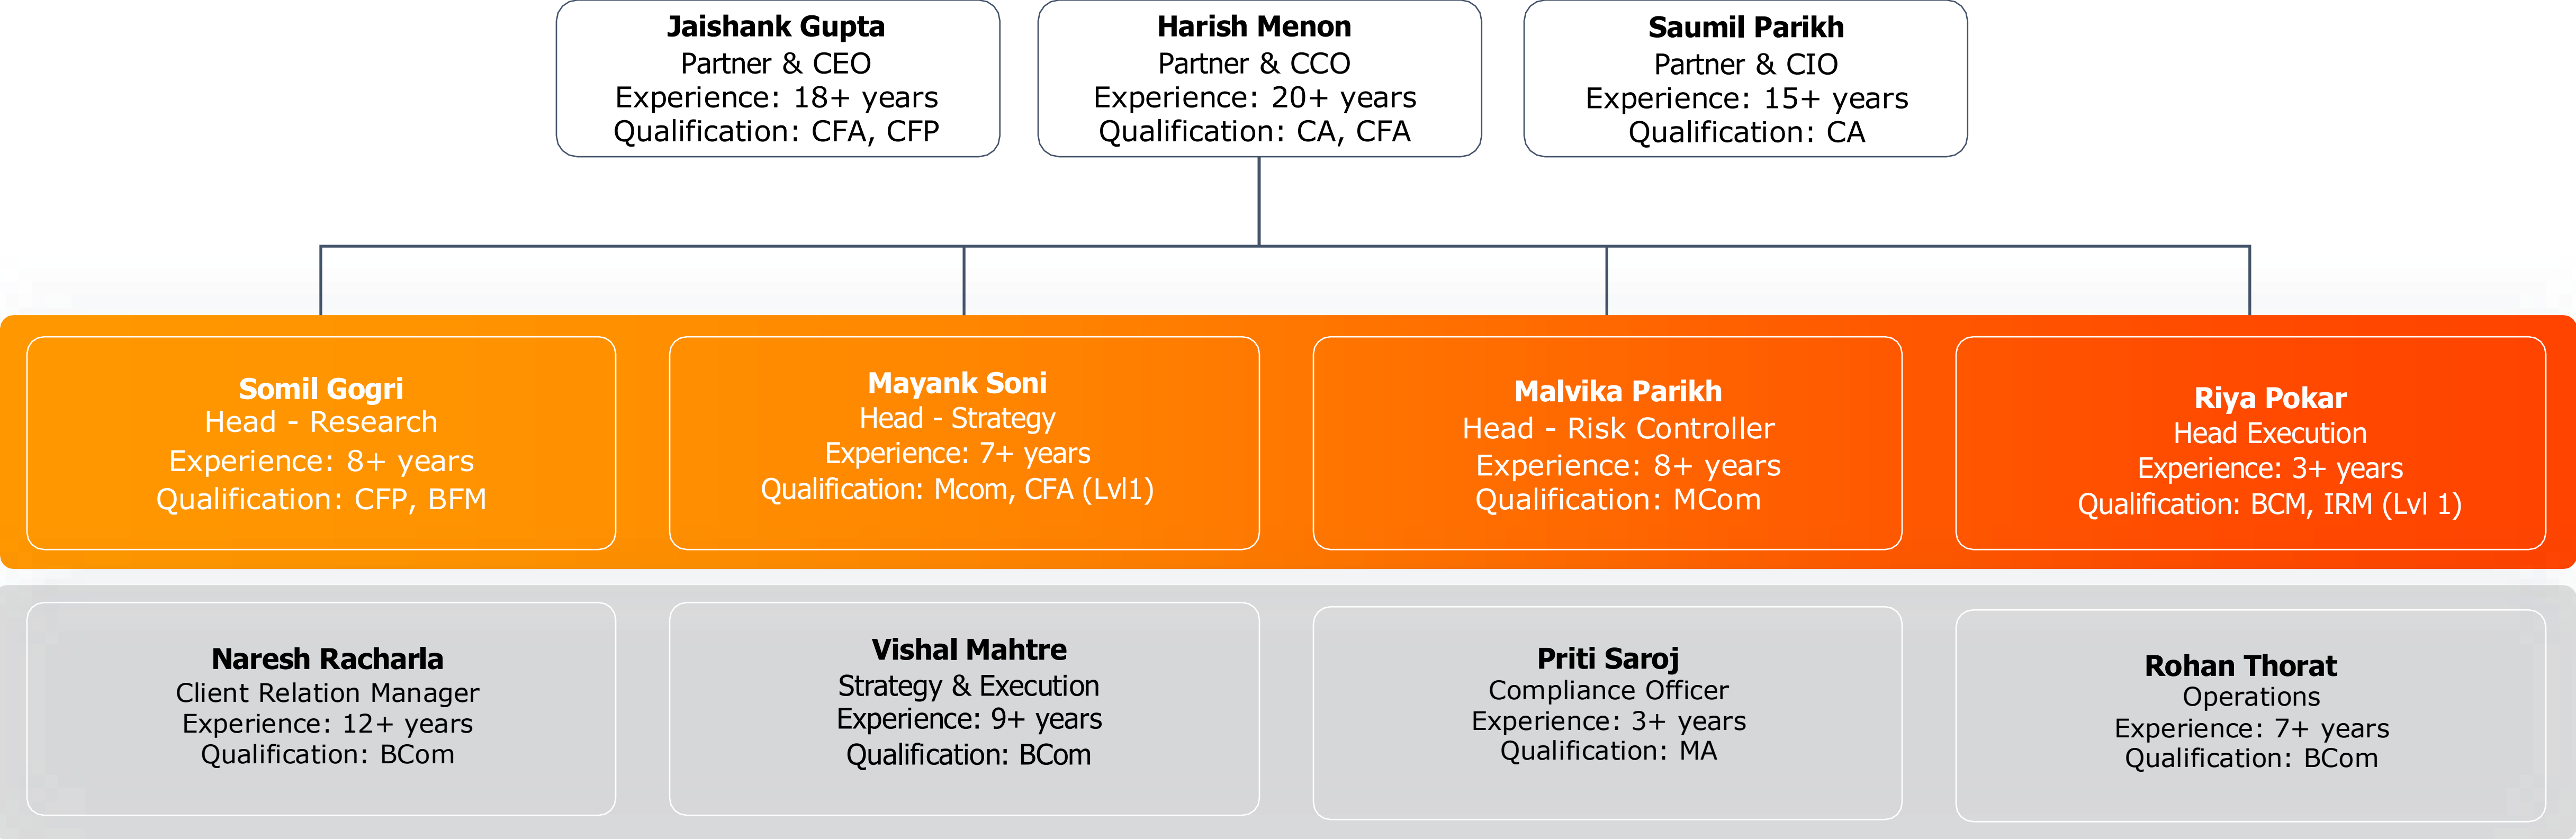 Jaishank Gupta
Partner & CEO
Experience: 18+ years
Qualification: CFA, CFP
Harish Menon
Partner & CCO
Experience: 20+ years
Qualification: CA, CFA
Saumil Parikh
Partner & CIO
Experience: 15+ years
Qualification: CA
Somil Gogri
Head - Research
Experience: 8+ years
Qualification: CFP, BFM
Mayank Soni
Head - Strategy
Experience: 7+ years
Qualification: Mcom, CFA (Lvl1)
Malvika Parikh
Head - Risk Controller
Experience: 8+ years
Qualification: MCom
Riya Pokar
Head Execution
Experience: 3+ years
Qualification: BCM, IRM (Lvl 1)
Naresh Racharla
Client Relation Manager
Experience: 12+ years
Qualification: BCom
Vishal Mahtre
Strategy & Execution
Experience: 9+ years
Qualification: BCom
Priti Saroj
Compliance Officer
Experience: 3+ years
Qualification: MA
Rohan Thorat
Operations
Experience: 7+ years
Qualification: BCom